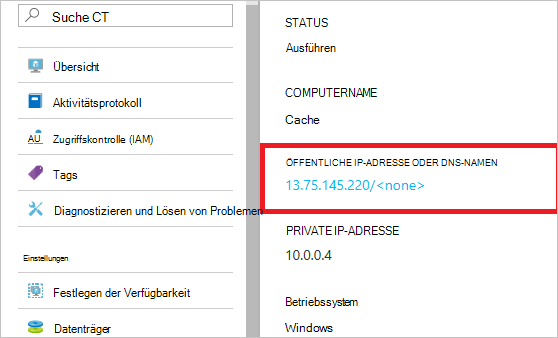 Suche CT
Übersicht
Aktivitätsprotokoll
Zugriffskontrolle (IAM)
Tags
Diagnostizieren und Lösen von Problemen
Einstellungen
Festlegen der Verfügbarkeit
Datenträger
STATUS
Ausführen
COMPUTERNAME
Cache
ÖFFENTLICHE IP-ADRESSE ODER DNS-NAMEN
13.75.145.220/<none>
PRIVATE IP-ADRESSE
10.0.0.4
Betriebssystem
Windows